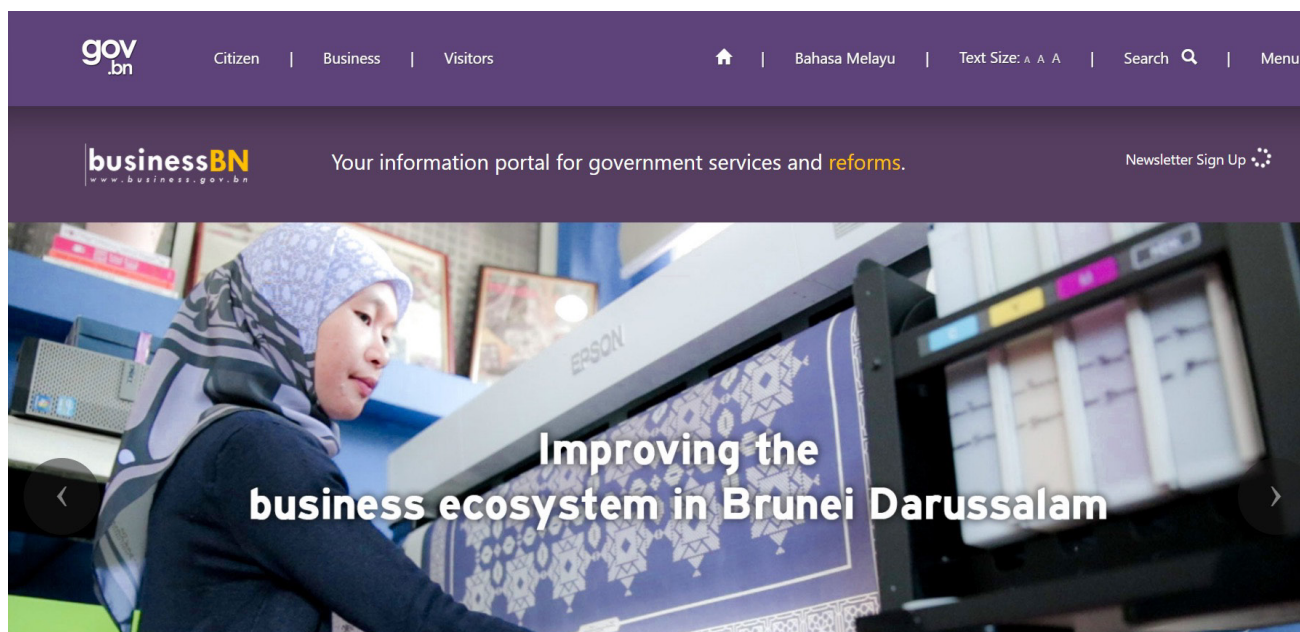 gov
.bn
Citizen | Business | Visitors
| Bahasa Melayu | Text Size: A A A | Search | Menu
businessBN
www.business.gov.bn
Your information portal for government services and reforms.
Newsletter Sign Up
EPSON
Improving the
business ecosystem in Brunei Darussalam